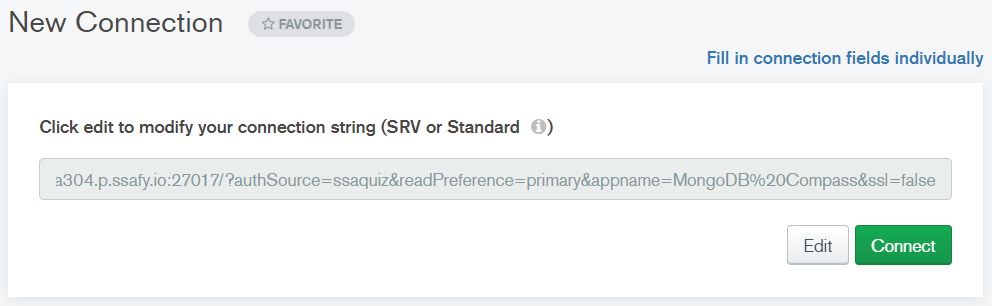 New Connection ☆ FAVORITE
Fill in connection fields individually
Click edit to modify your connection string (SRV or Standard i)
a304.p.ssafy.io:27017/?authSource=ssaquiz&readPreference=primary&appname=MongoDB%20Compass&ssl=false
Edit Connect